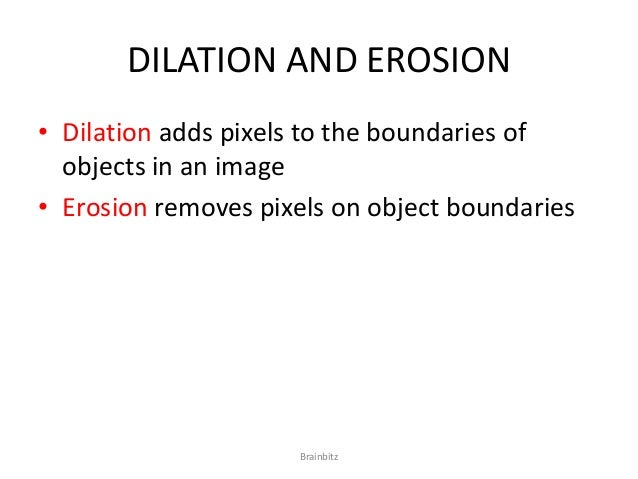 DILATION AND EROSION
• Dilation adds pixels to the boundaries of
objects in an image
• Erosion removes pixels on object boundaries
Brainbitz